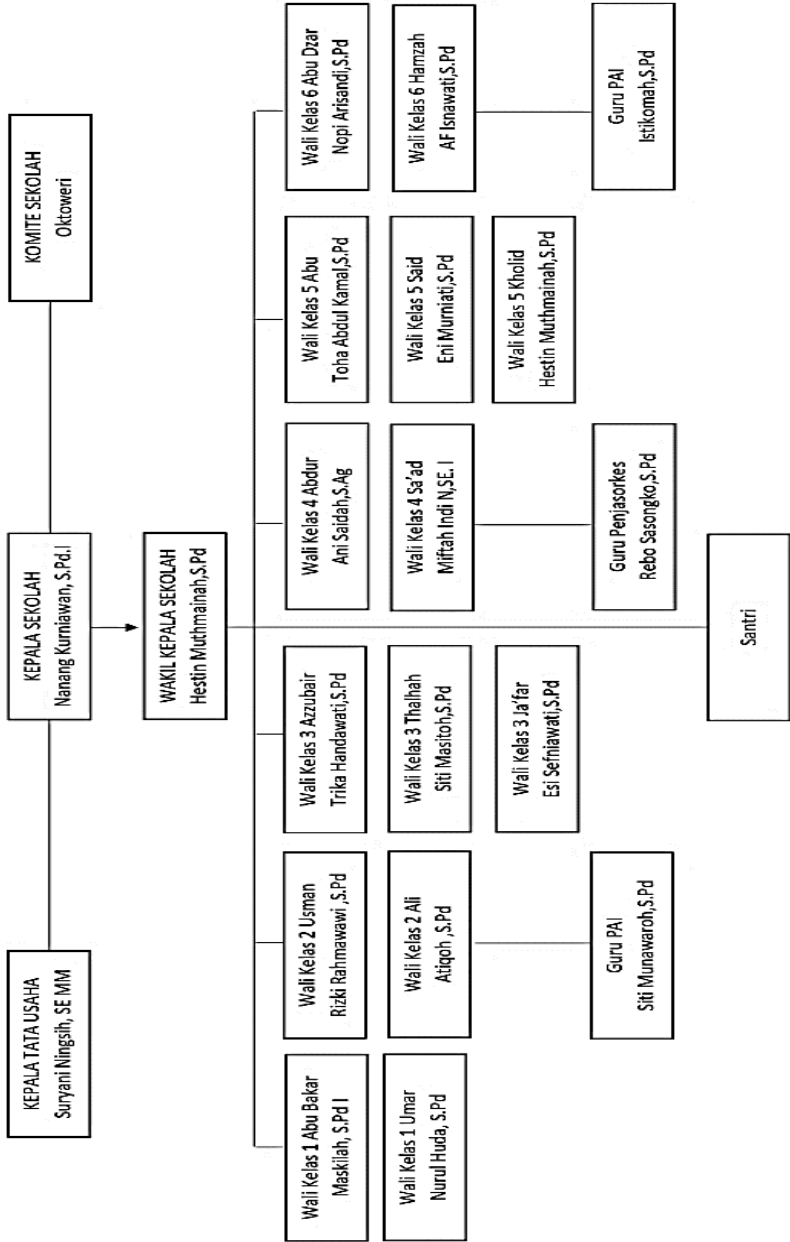 KEPALA TATA USAHA
Suryani Ningsih, SE MM
KEPALA SEKOLAH
Nanang Kurniawan, S.Pd.I
KOMITE SEKOLAH
Oktoweri
WAKIL KEPALA SEKOLAH
Hestin Muthmainah,S.Pd
Wali Kelas 1 Abu Bakar
Maskilah, S.Pd I
Wali Kelas 2 Usman
Rizki Rahmawawi ,S.Pd
Wali Kelas 3 Azzubair
Trika Handawati,S.Pd
Wali Kelas 4 Abdur
Ani Saidah,S.Ag
Wali Kelas 5 Abu
Toha Abdul Kamal,S.Pd
Wali Kelas 6 Abu Dzar
Nopi Arisandi,S.Pd
Wali Kelas 1 Umar
Nurul Huda, S.Pd
Wali Kelas 2 Ali
Atiqoh ,S.Pd
Wali Kelas 3 Thalhah
Siti Masitoh,S.Pd
Wali Kelas 4 Sa'ad
Miftah Indi N,SE. I
Wali Kelas 5 Said
Eni Murniati,S.Pd
Wali Kelas 6 Hamzah
AF Isnawati,S.Pd
Wali Kelas 3 Ja'far
Esi Sefniawati,S.Pd
Wali Kelas 5 Kholid
Hestin Muthmainah,S.Pd
Guru PAI
Siti Munawaroh,S.Pd
Guru Penjasorkes
Rebo Sasongko,S.Pd
Guru PAI
Istikomah,S.Pd
Santri